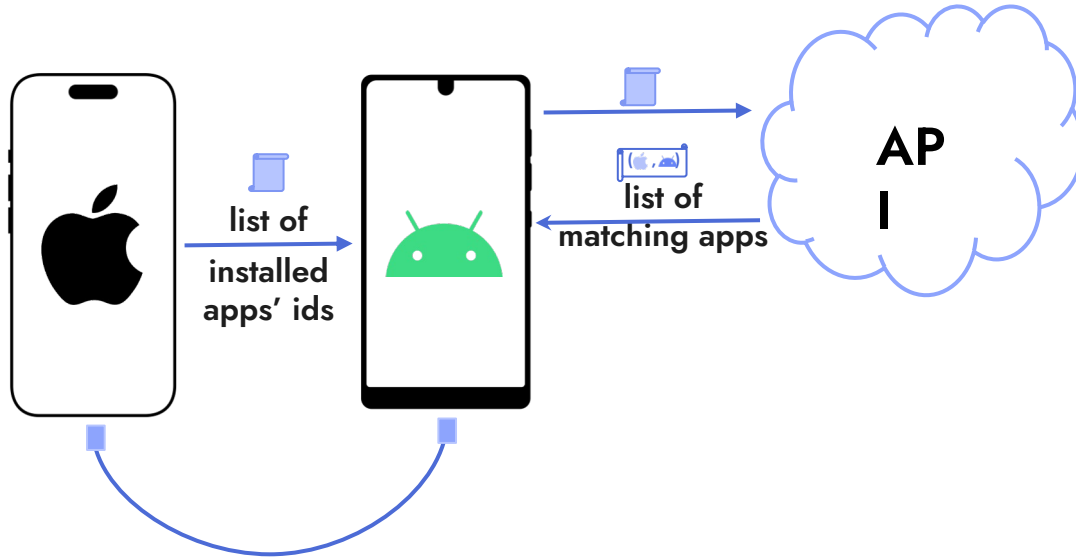 list of
installed
apps’ ids
list of
matching apps
( , )
AP
I